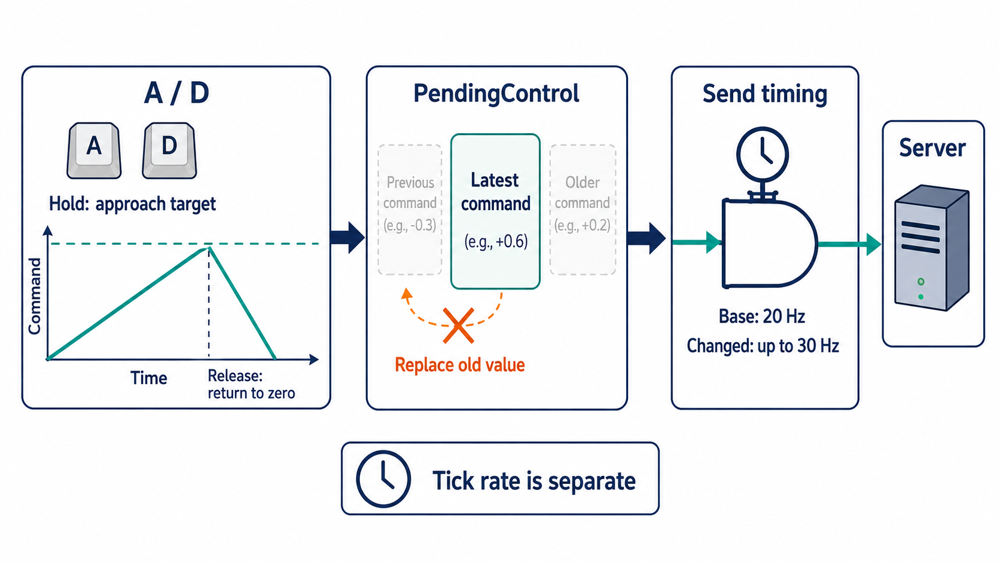 A / D
A
D
Hold: approach target
Command
Time
Release:
return to zero
PendingControl
Previous
command
(e.g., -0.3)
Latest
command
(e.g., +0.6)
Older
command
(e.g., +0.2)
Replace old value
Send timing
Base: 20 Hz
Changed: up to 30 Hz
Server
Tick rate is separate